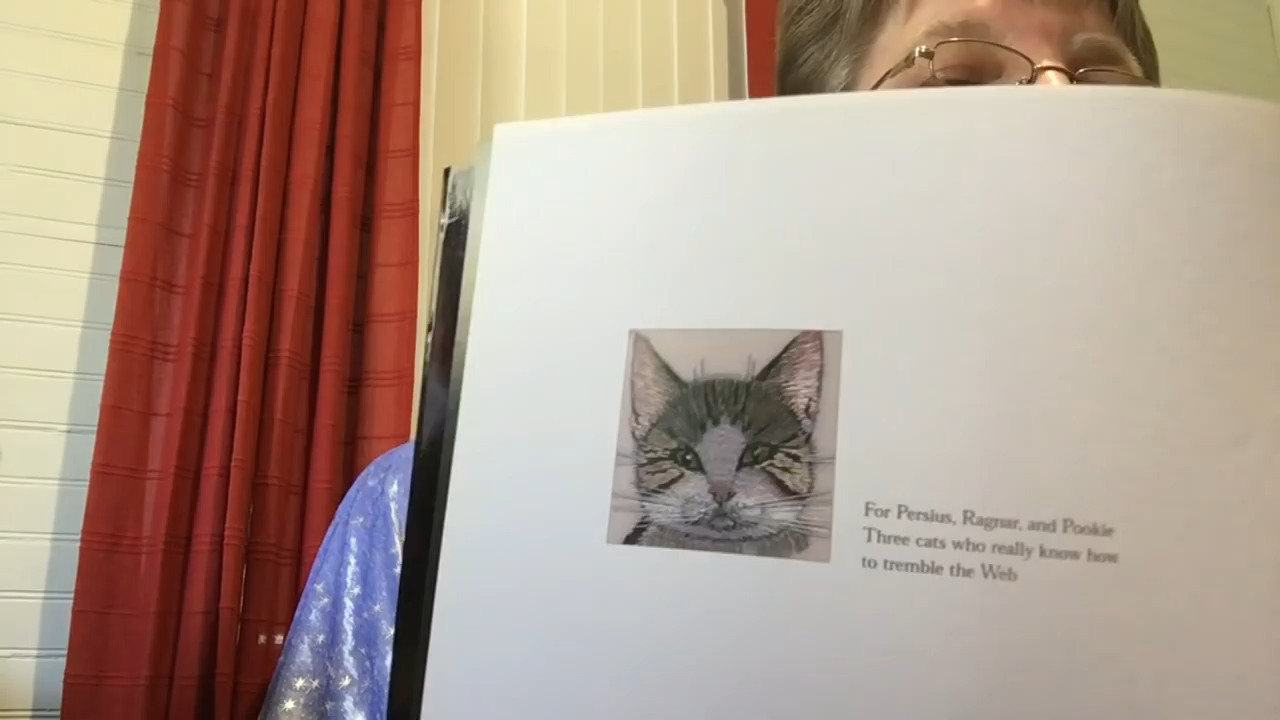 For Persius, Ragnar, and Pookie
Three cats who really know how
to tremble the Web